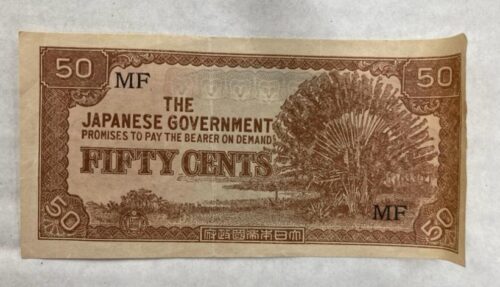 50 50
MF
THE
JAPANESE GOVERNMENT
PROMISES TO PAY THE BEARER ON DEMAND
FIFTY CENTS
MF
50 50
大日本帝國政府